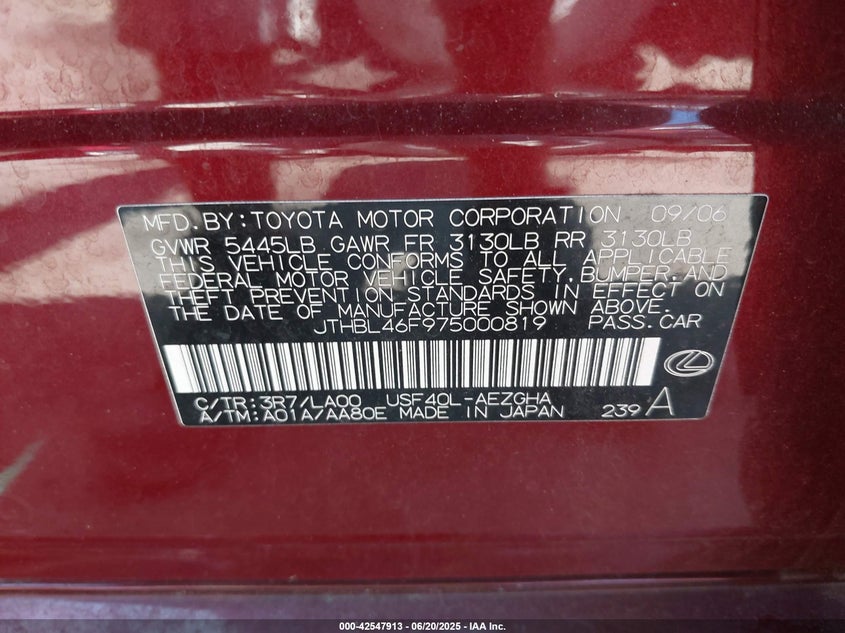 MFD. BY: TOYOTA MOTOR CORPORATION 09/06
GVWR 5445LB GAWR FR 3130LB RR 3130LB
THIS VEHICLE CONFORMS TO ALL APPLICABLE
FEDERAL MOTOR VEHICLE SAFETY, BUMPER, AND
THEFT PREVENTION STANDARDS IN EFFECT ON
THE DATE OF MANUFACTURE SHOWN ABOVE.
JTHBL46F975000819 PASS. CAR
C/TR: 3R7/LA00 USF40L-AEZGHA
A/TM: A01A/AA80E MADE IN JAPAN 239 A
000-42547913 - 06/20/2025 - IAA Inc.